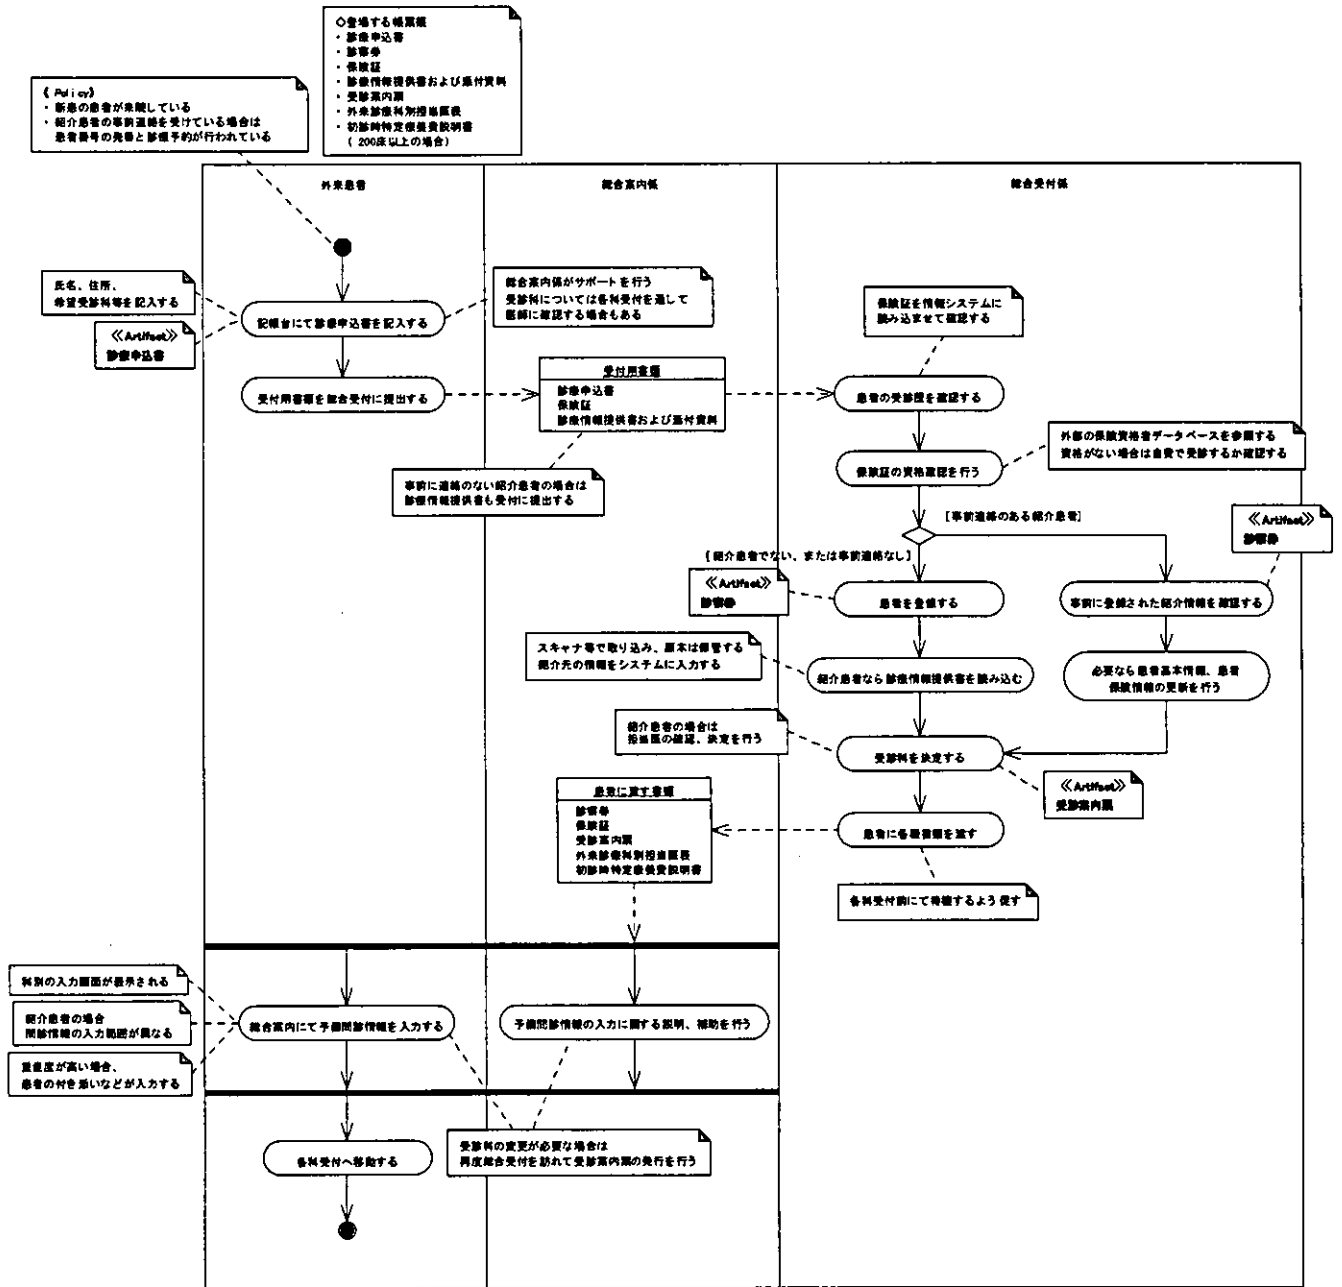 ◇登場する帳票類
・診療申込書
・診察券
・保険証
・診療情報提供書および添付資料
・受診案内票
・外来診療科別担当医表
・初診時特定療養費説明書
(200床以上の場合)
《Policy》
・新患の患者が来院している
・紹介患者の事前連絡を受けている場合は
患者番号の発番と診療予約が行われている
外来患者
総合案内係
総合受付係
氏名、住所、
希望受診科等を記入する
《Artifact》
診療申込書
記帳台にて診療申込書を記入する
総合案内係がサポートを行う
受診科については各科受付を通して
医師に確認する場合もある
保険証を情報システムに
読み込ませて確認する
受付用書類を総合受付に提出する
受付用書類
診療申込書
保険証
診療情報提供書および添付資料
患者の受診歴を確認する
事前に連絡のない紹介患者の場合は
診療情報提供書も受付に提出する
保険証の資格確認を行う
外部の保険資格者データベースを参照する
資格がない場合は自費で受診するか確認する
[事前連絡のある紹介患者]
[紹介患者でない、または事前連絡なし]
《Artifact》
診察券
《Artifact》
診察券
患者を登録する
事前に登録された紹介情報を確認する
スキャナ等で取り込み、原本は保管する
紹介元の情報をシステムに入力する
紹介患者なら診療情報提供書を読み込む
必要なら患者基本情報、患者
保険情報の更新を行う
紹介患者の場合は
担当医の確認、決定を行う
受診科を決定する
《Artifact》
受診案内票
患者に渡す書類
診察券
保険証
受診案内票
外来診療科別担当医表
初診時特定療養費説明書
患者に各種書類を渡す
各科受付前にて待機するよう促す
科別の入力画面が表示される
紹介患者の場合
問診情報の入力範囲が異なる
重症度が高い場合、
患者の付き添いなどが入力する
総合案内にて予備問診情報を入力する
予備問診情報の入力に関する説明、補助を行う
各科受付へ移動する
受診科の変更が必要な場合は
再度総合受付を訪れて受診案内票の発行を行う